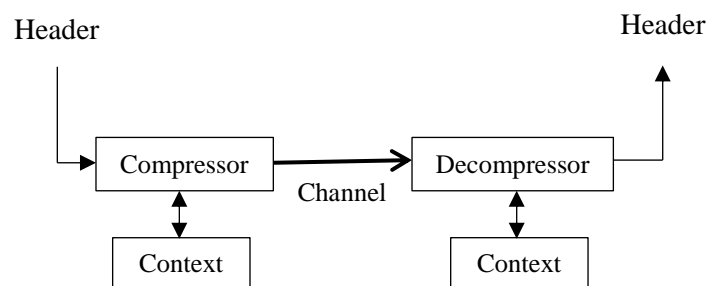 Header
Header
Compressor
Decompressor
Channel
Context
Context